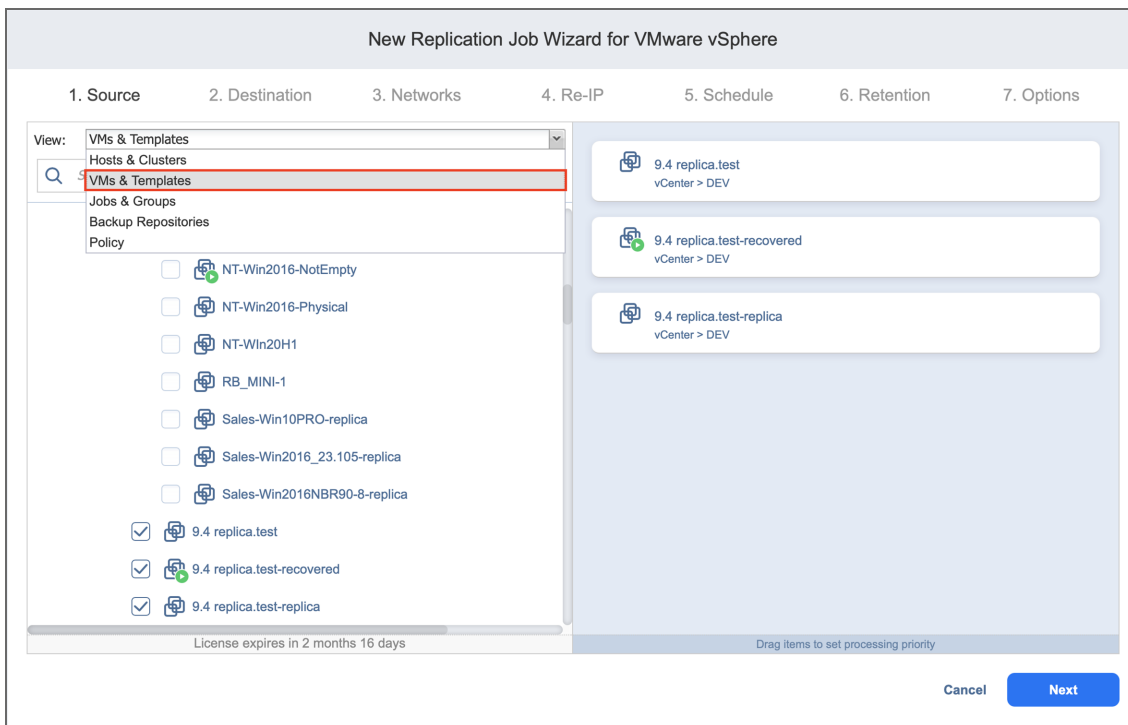 New Replication Job Wizard for VMware vSphere
1. Source 2. Destination 3. Networks 4. Re-IP 5. Schedule 6. Retention 7. Options
View: VMs & Templates
Hosts & Clusters
VMs & Templates
Jobs & Groups
Backup Repositories
Policy
NT-Win2016-NotEmpty
NT-Win2016-Physical
NT-WIn20H1
RB_MINI-1
Sales-Win10PRO-replica
Sales-Win2016_23.105-replica
Sales-Win2016NBR90-8-replica
9.4 replica.test
9.4 replica.test-recovered
9.4 replica.test-replica
License expires in 2 months 16 days
9.4 replica.test
vCenter > DEV
9.4 replica.test-recovered
vCenter > DEV
9.4 replica.test-replica
vCenter > DEV
Drag items to set processing priority
Cancel Next